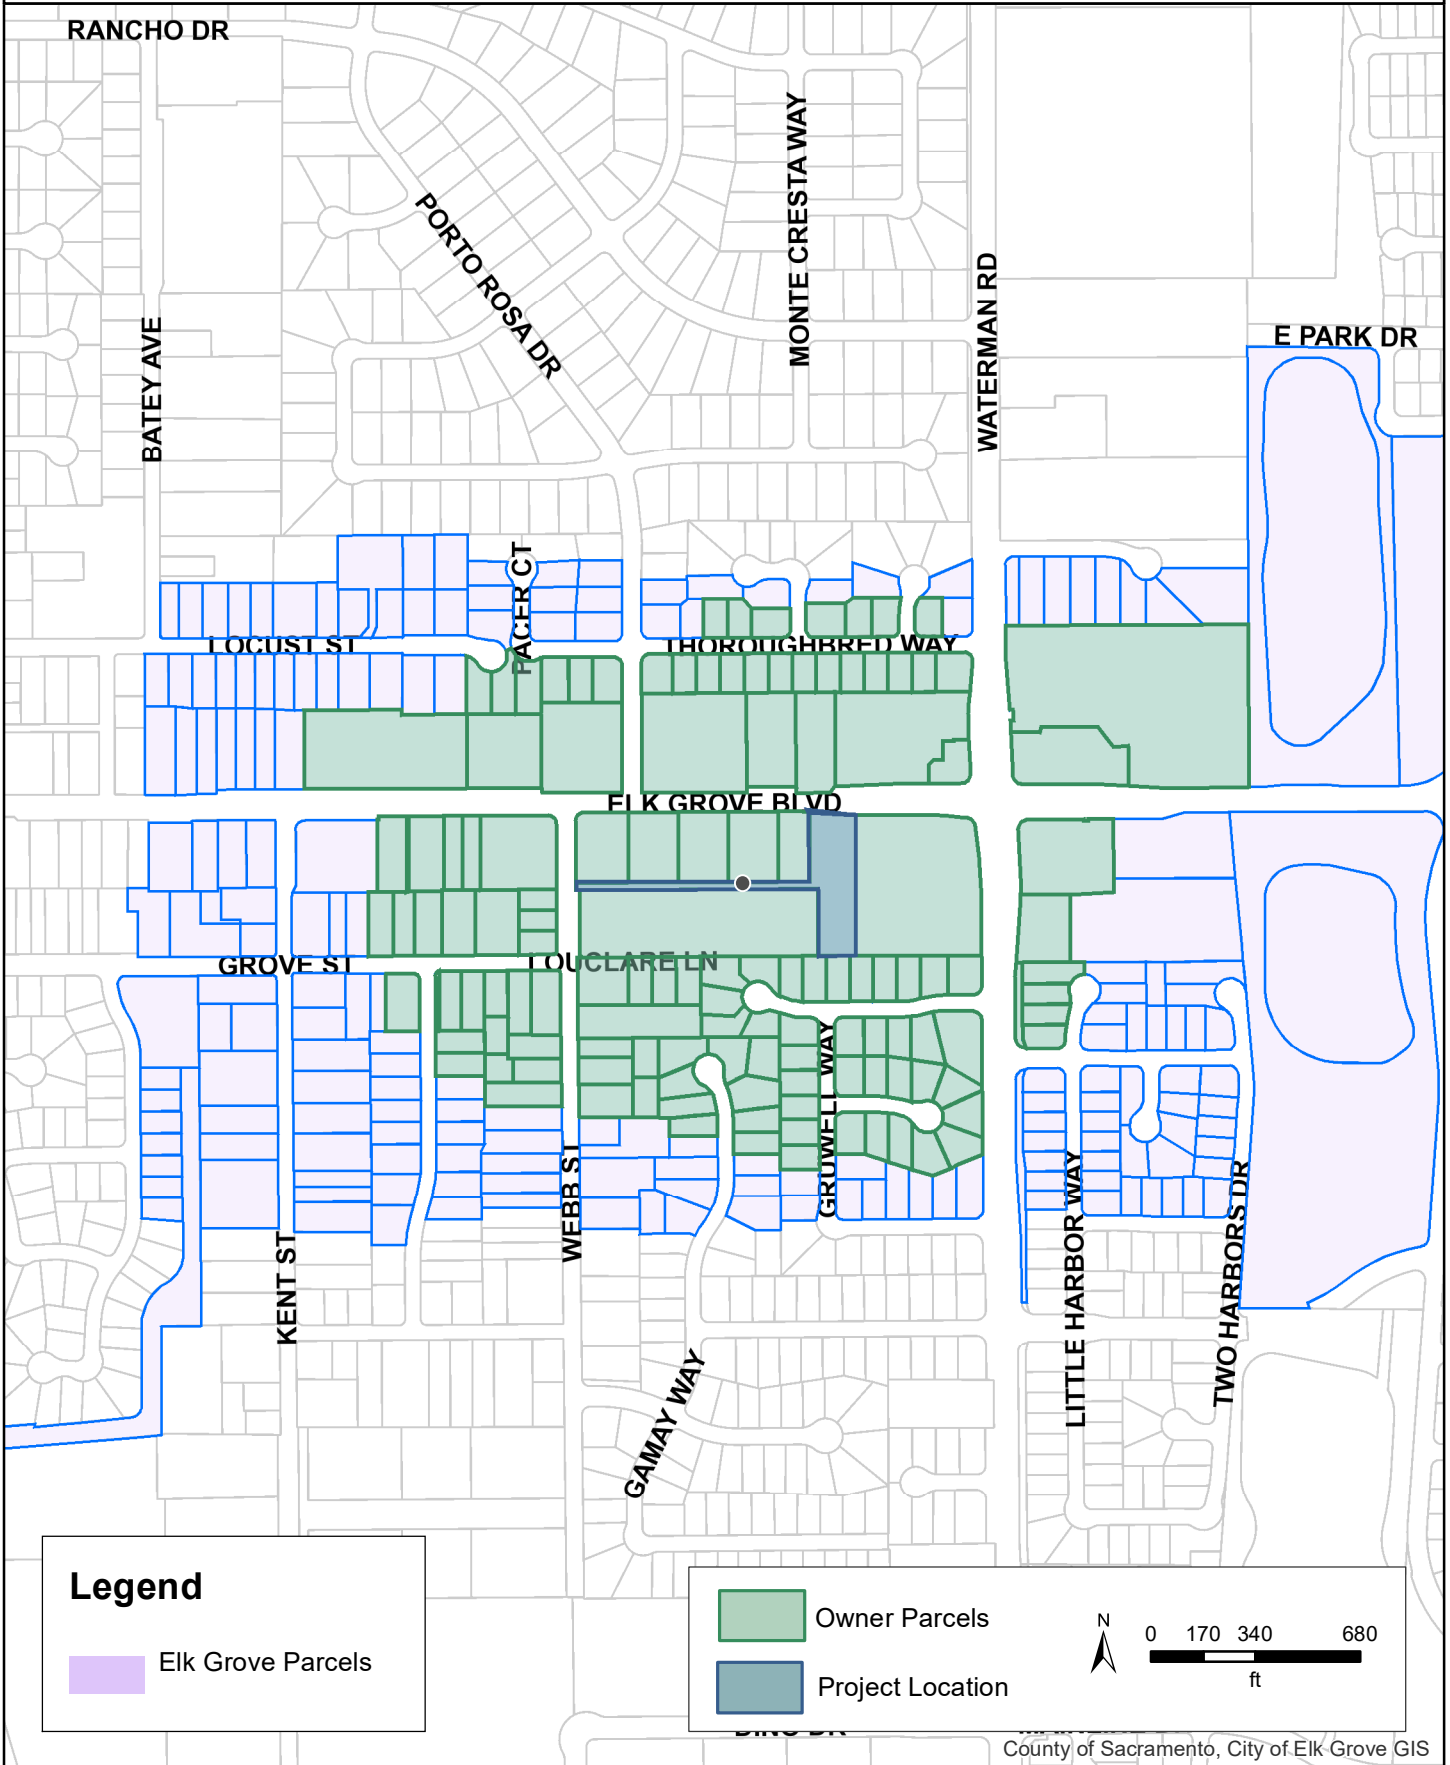 RANCHO DR
MONTE CRESTA WAY
PORTO ROSA DR
WATERMAN RD
BATEY AVE
E PARK DR
PACER CT
LOCUST ST
THOROUGHBRED WAY
ELK GROVE BLVD
GROVE ST
LOUCLARE LN
GRUWELL WAY
WEBB ST
LITTLE HARBOR WAY
TWO HARBORS DR
KENT ST
GAMAY WAY
Legend
Elk Grove Parcels
Owner Parcels
Project Location
N
0 170 340 680
ft
DINO DR
County of Sacramento, City of Elk Grove GIS